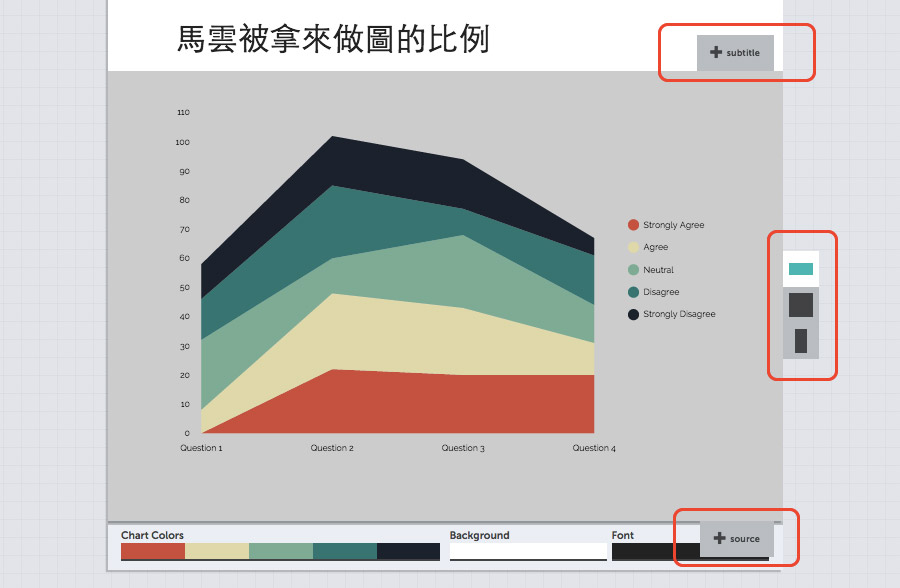 馬雲被拿來做圖的比例
subtitle
110
100
90
80
70
60
50
40
30
20
10
0
Question 1
Question 2
Question 3
Question 4
Strongly Agree
Agree
Neutral
Disagree
Strongly Disagree
Chart Colors
Background
Font
source